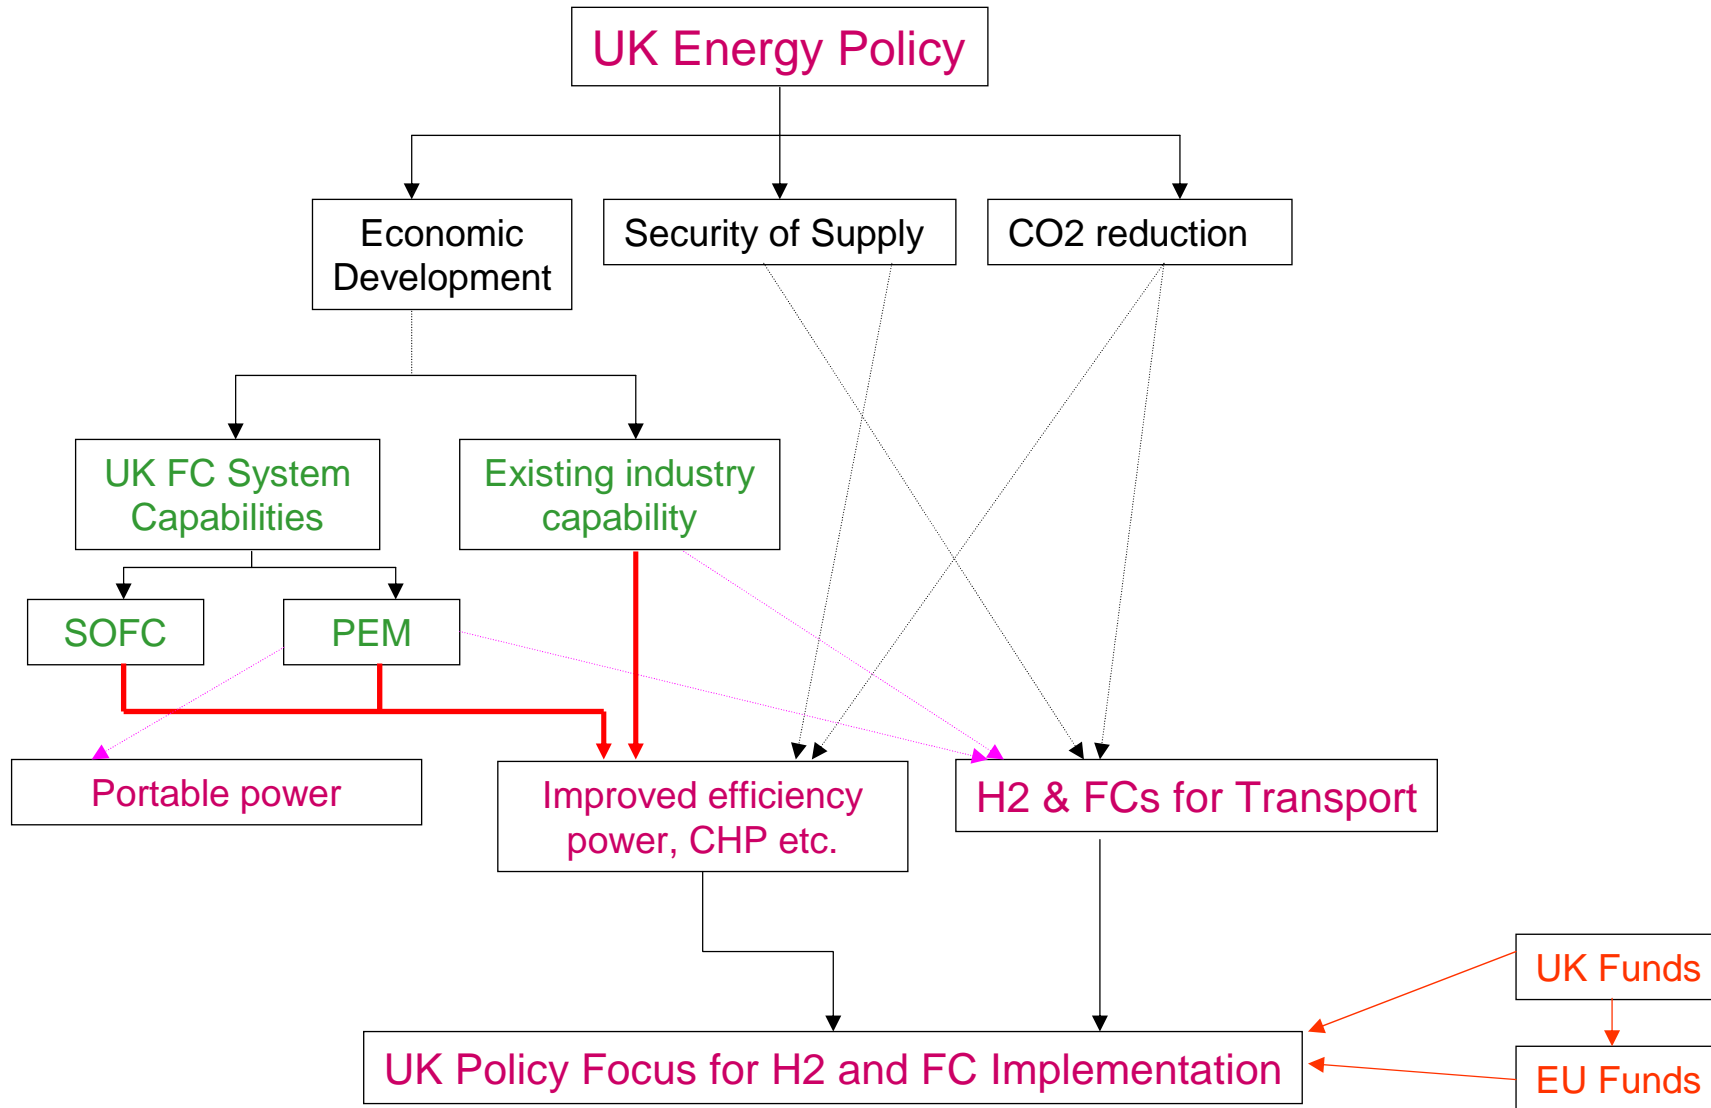 UK Energy Policy
Economic
Development
Security of Supply
CO2 reduction
UK FC System
Capabilities
Existing industry
capability
SOFC
PEM
Portable power
Improved efficiency
power, CHP etc.
H2 & FCs for Transport
UK Funds
UK Policy Focus for H2 and FC Implementation
EU Funds